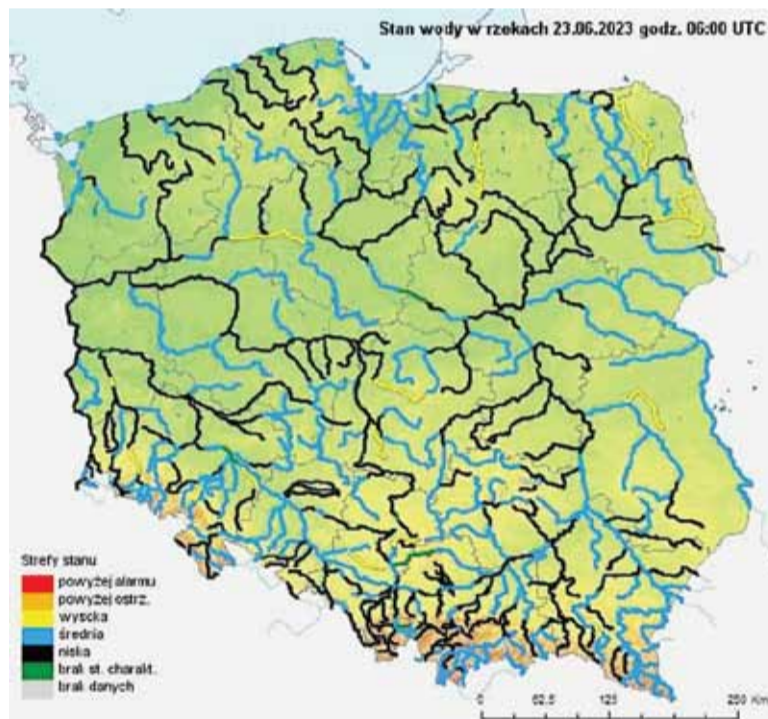 Stan wody w rzekach 23.06.2023 godz. 06:00 UTC
Strefy stanu
powyżej alarmu
powyżej ostrz.
wysoka
średnia
niska
brak st. charakt.
brak danych
0 62,5 125 250 Km